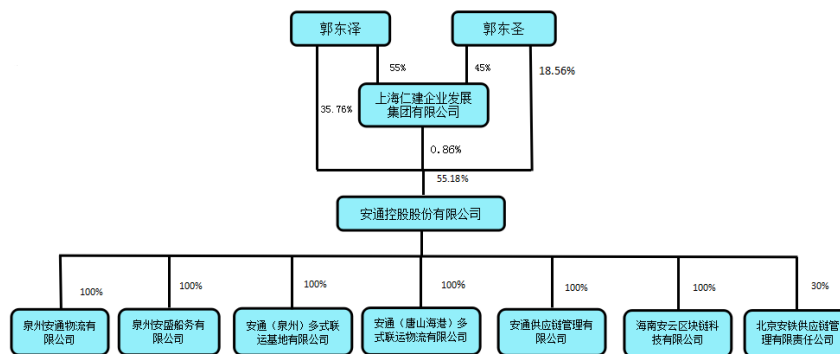 郭东泽
郭东圣
55%
45%
18.56%
上海仁建企业发展
集团有限公司
35.76%
0.86%
55.18%
安通控股股份有限公司
100%
100%
100%
100%
100%
100%
30%
泉州安通物流有
限公司
泉州安盛船务有
限公司
安通（泉州）多式联
运基地有限公司
安通（唐山海港）多
式联运物流有限公司
安通供应链管理有
限公司
海南安云区块链科
技有限公司
北京安铁供应链管
理有限责任公司